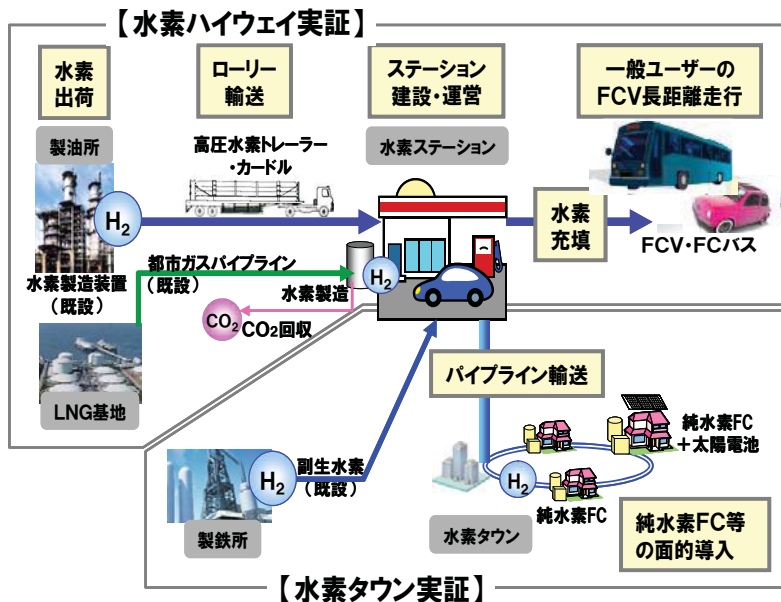 【水素ハイウェイ実証】
水素
出荷
ローリー
輸送
ステーション
建設・運営
一般ユーザーの
FCV長距離走行
製油所
高圧水素トレーラー
・カードル
水素ステーション
H2
水素
充填
FCV・FCバス
水素製造装置
（既設）
都市ガスパイプライン
（既設）
水素製造
H2
CO2
CO2回収
LNG基地
パイプライン輸送
副生水素
（既設）
H2
製鉄所
純水素FC
＋太陽電池
H2
純水素FC
水素タウン
純水素FC等
の面的導入
【水素タウン実証】